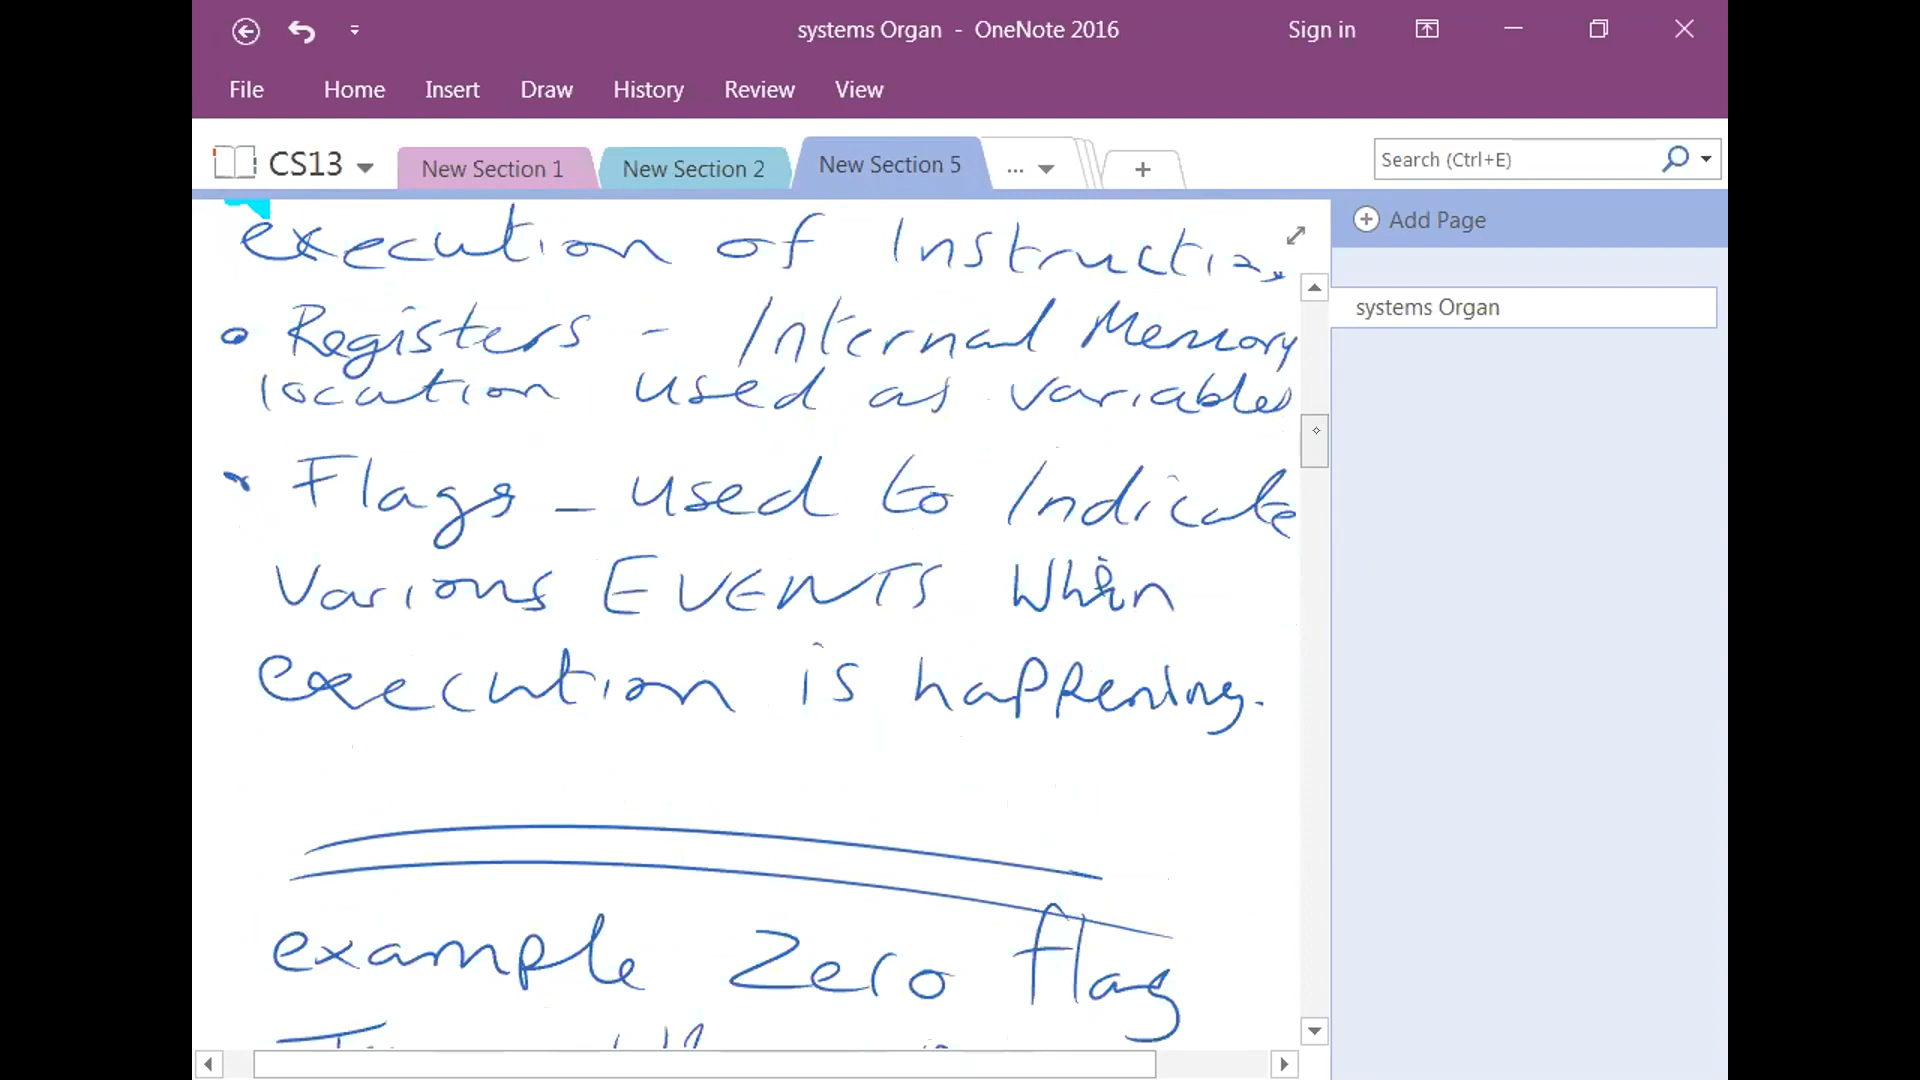 systems Organ - OneNote 2016
Sign in
File Home Insert Draw History Review View
CS13
New Section 1
New Section 2
New Section 5
...
Search (Ctrl+E)
Add Page
systems Organ
execution of Instruction
• Registers - Internal Memory
location used as variables
• Flags - used to Indicate
Various EVENTS When
execution is happening.
example Zero flag